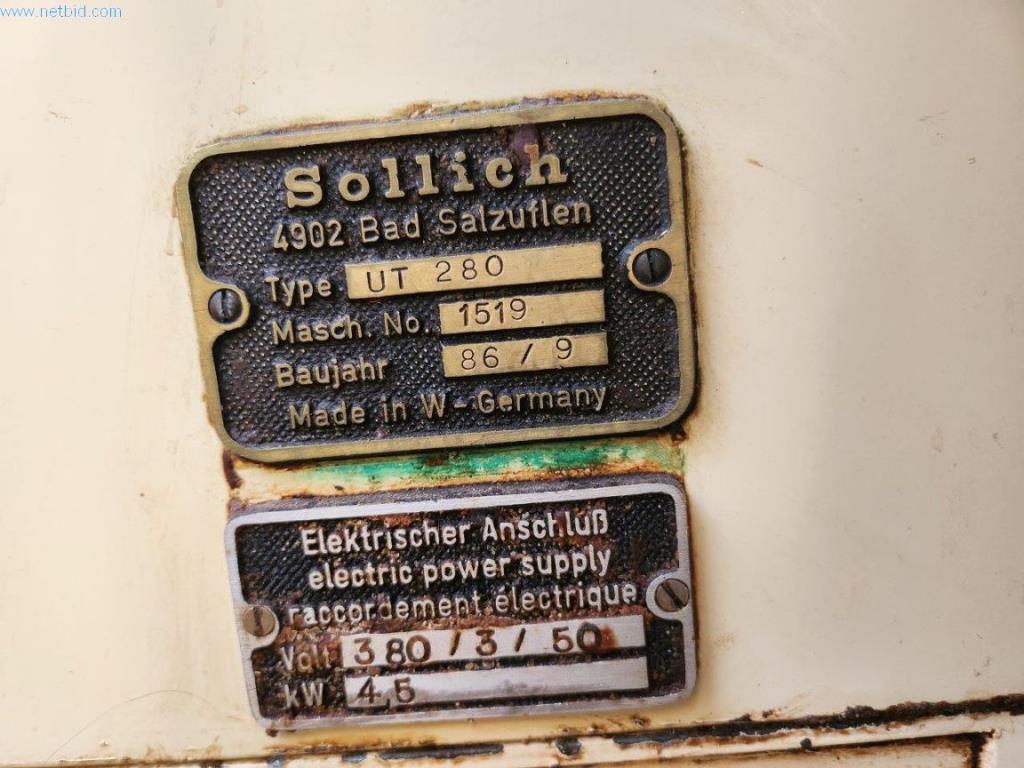 www.netbid.com
Sollich
4902 Bad Salzuflen
Type UT 280
Masch. No. 1519
Baujahr 86 / 9
Made in W-Germany
Elektrischer Anschluß
electric power supply
raccordement électrique
Volt 380 / 3 / 50
kW 4,5